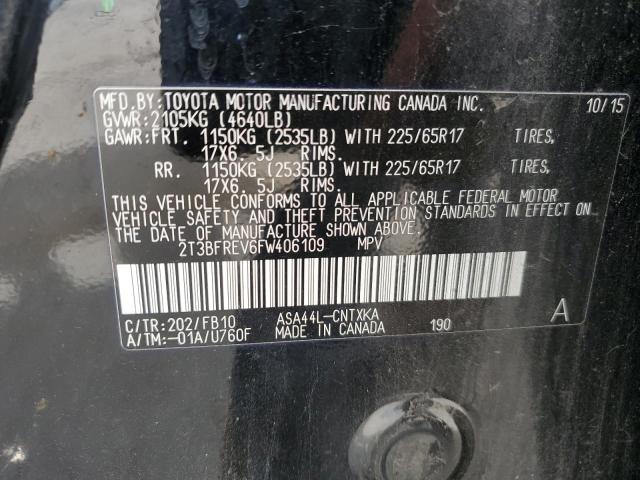 MFD.BY:TOYOTA MOTOR MANUFACTURING CANADA INC. 10/15
GVWR:2105KG (4640LB)
GAWR:FRT. 1150KG (2535LB) WITH 225/65R17 TIRES,
17X6. 5J RIMS.
RR. 1150KG (2535LB) WITH 225/65R17 TIRES,
17X6. 5J RIMS.
THIS VEHICLE CONFORMS TO ALL APPLICABLE FEDERAL MOTOR
VEHICLE SAFETY AND THEFT PREVENTION STANDARDS IN EFFECT ON
THE DATE OF MANUFACTURE SHOWN ABOVE.
2T3BFREV6FW406109 MPV
C/TR:202/FB10 ASA44L-CNTXKA A
A/TM:-01A/U760F MADE IN CANADA 190